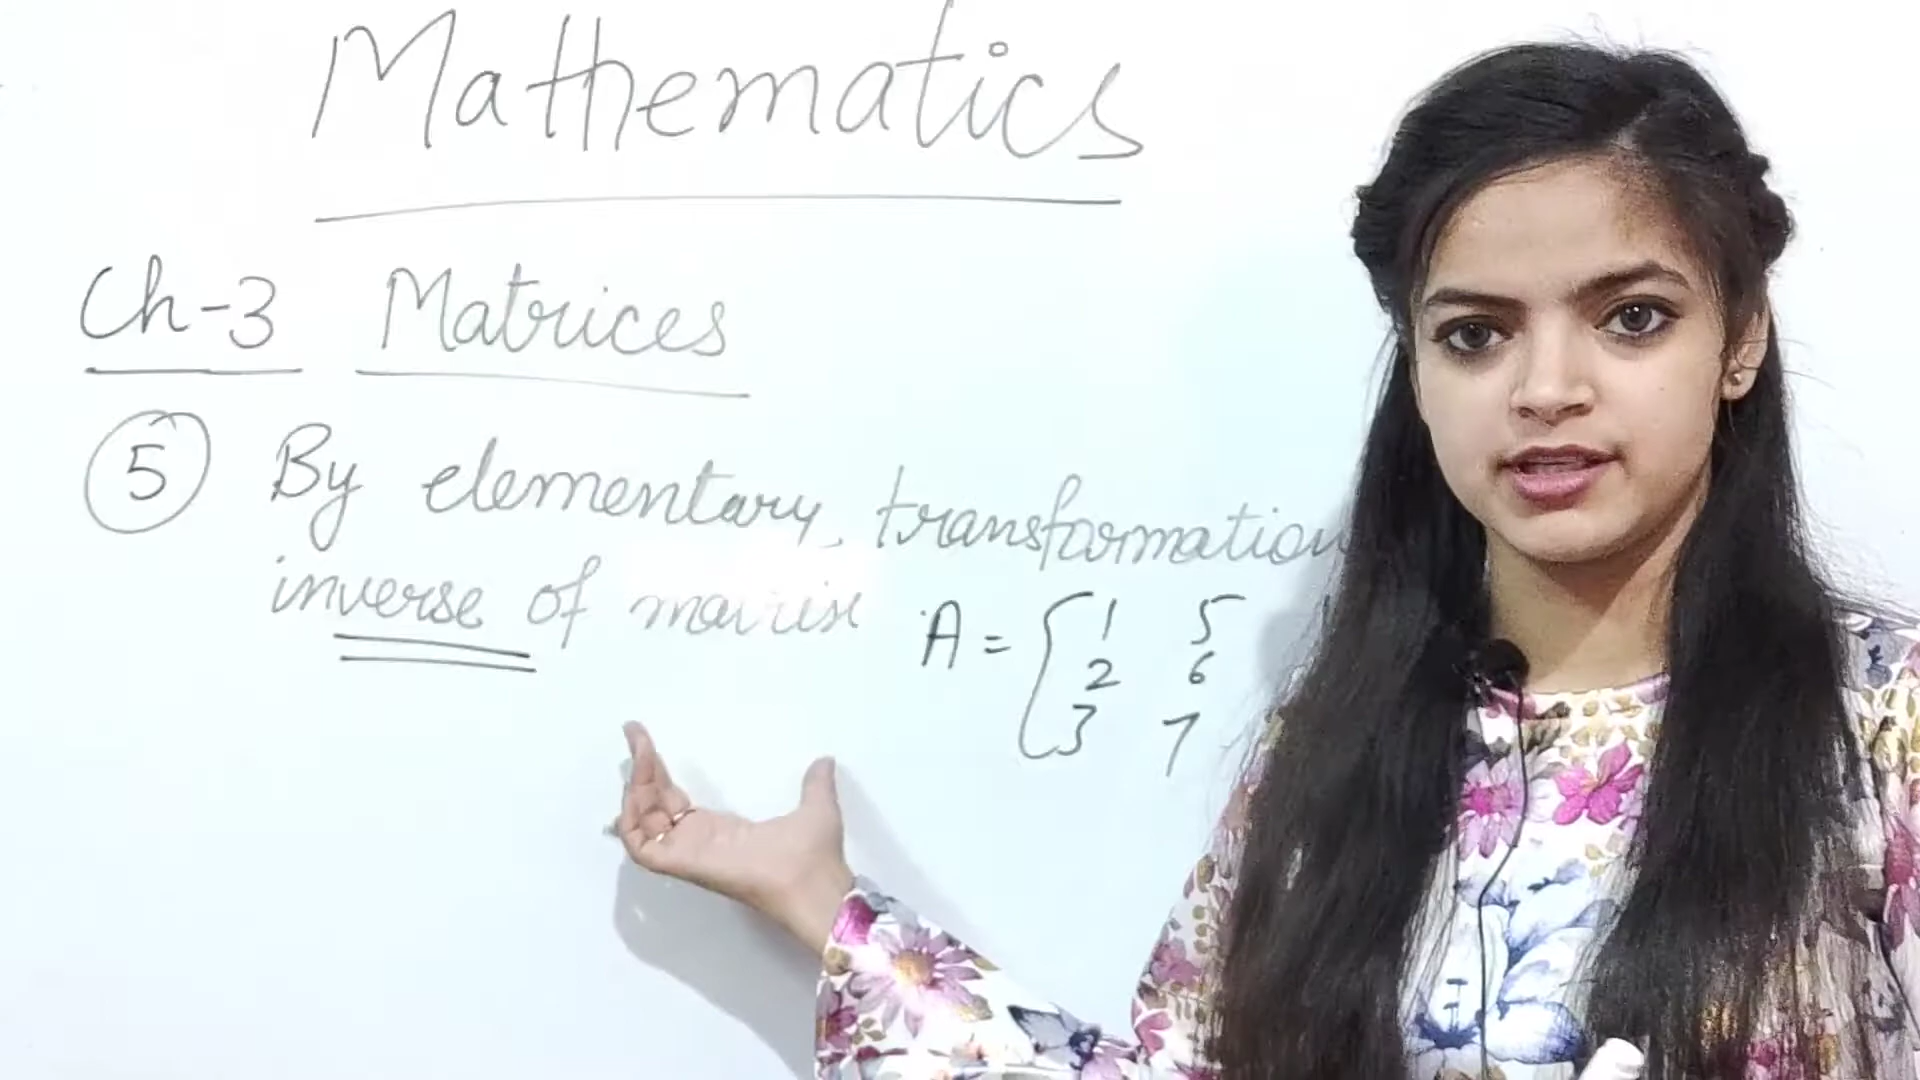 Mathematics
Ch-3 Matrices
5 By elementary transformation
inverse of matrix
A = [ 1 5
2 6
3 7